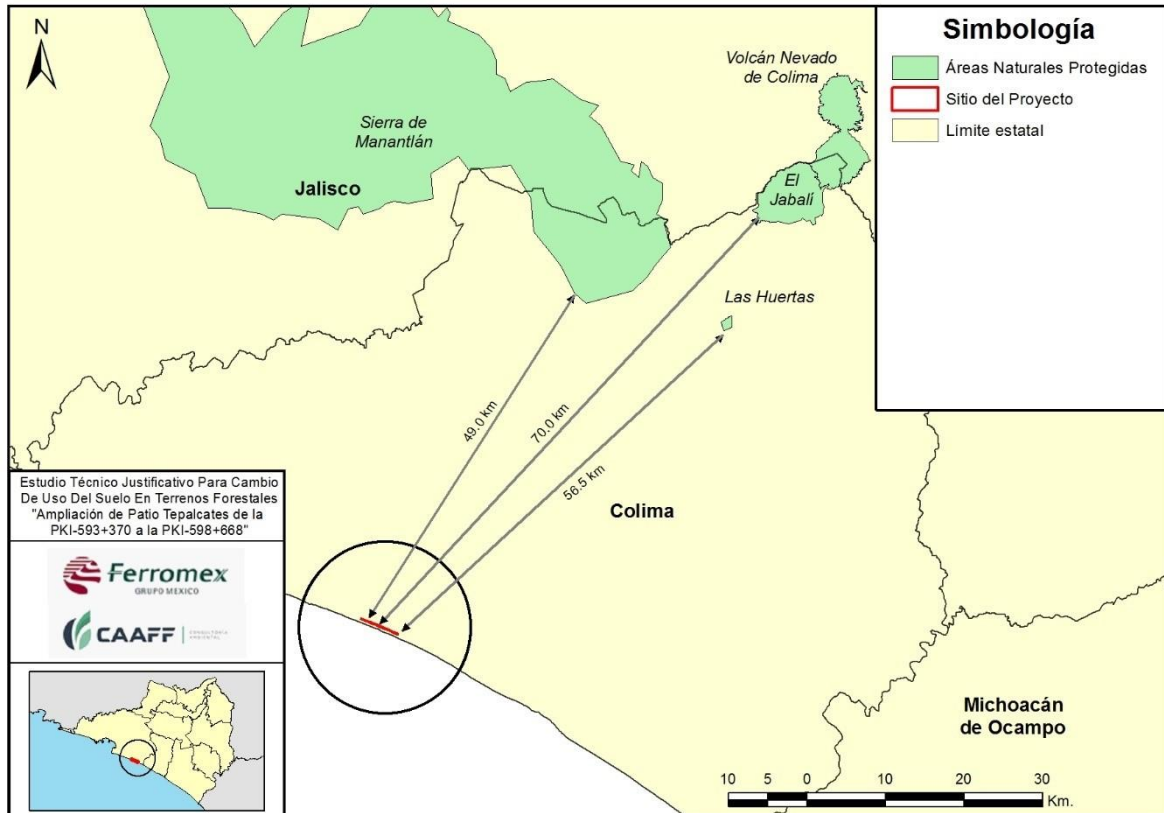 N
Simbología
Áreas Naturales Protegidas
Sitio del Proyecto
Límite estatal
Volcán Nevado
de Colima
Sierra de
Manantlán
Jalisco
El
Jabalí
Las Huertas
49.0 km
70.0 km
56.5 km
Colima
Michoacán
de Ocampo
Estudio Técnico Justificativo Para Cambio
De Uso Del Suelo En Terrenos Forestales
"Ampliación de Patio Tepalcates de la
PKI-593+370 a la PKI-598+668"
Ferromex
GRUPO MEXICO
CAAFF CONSULTORÍA
AMBIENTAL
10 5 0 10 20 30
Km.